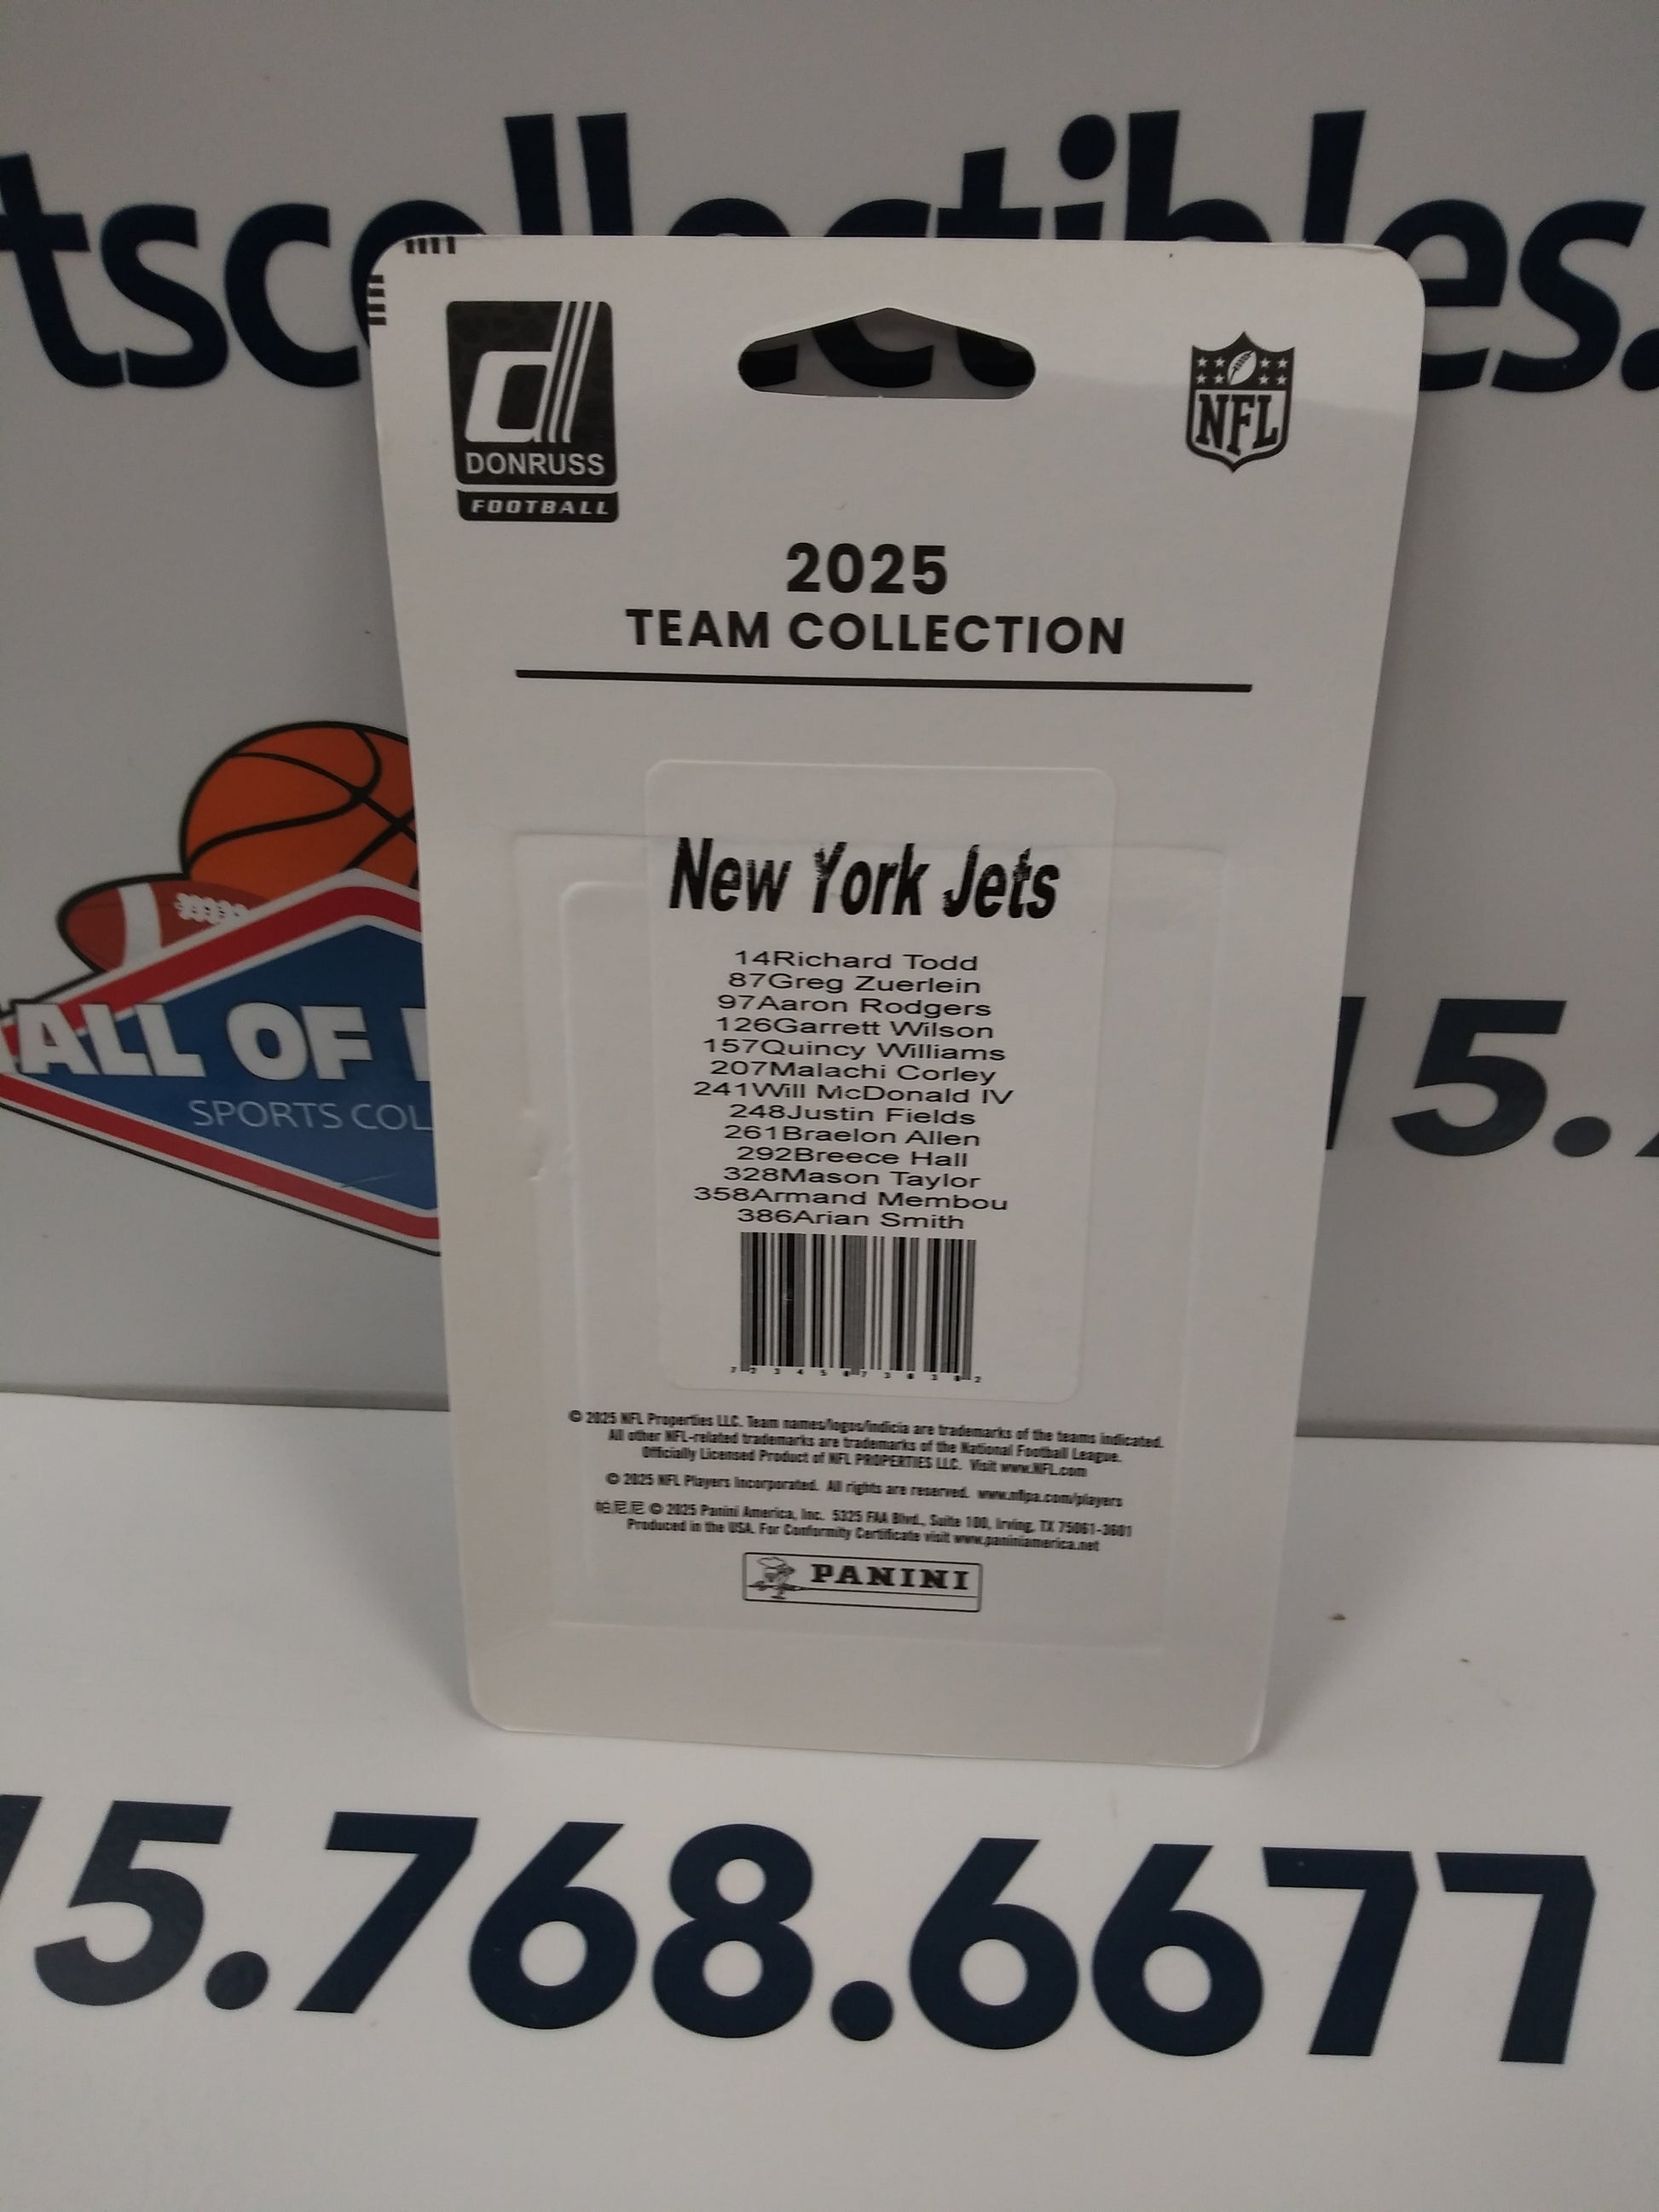 tsco
llectibles.
DONRUSS
FOOTBALL
NFL
2025
TEAM COLLECTION
New York Jets
14Richard Todd
87Greg Zuerlein
97Aaron Rodgers
126Garrett Wilson
157Quincy Williams
207Malachi Corley
241Will McDonald IV
248Justin Fields
261Braelon Allen
292Breece Hall
328Mason Taylor
358Armand Membou
386Arian Smith
© 2025 NFL Properties LLC. Team names/logos/indicia are trademarks of the teams indicated.
All other NFL-related trademarks are trademarks of the National Football League.
Officially Licensed Product of NFL PROPERTIES LLC. Visit www.NFL.com
© 2025 NFL Players Incorporated. All rights are reserved. www.nflpa.com/players
帕尼尼 © 2025 Panini America, Inc. 5325 FAA Blvd., Suite 100, Irving, TX 75061-3601
Produced in the USA. For Conformity Certificate visit www.paniniamerica.net
PANINI
ALL OF
SPORTS COL
15.
15.768.6677